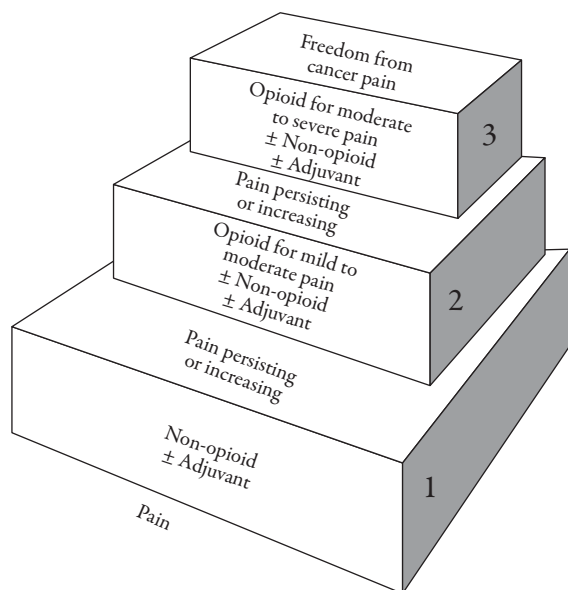 Freedom from
cancer pain
Opioid for moderate
to severe pain
± Non-opioid
± Adjuvant
3
Pain persisting
or increasing
Opioid for mild to
moderate pain
± Non-opioid
± Adjuvant
2
Pain persisting
or increasing
Non-opioid
± Adjuvant
1
Pain